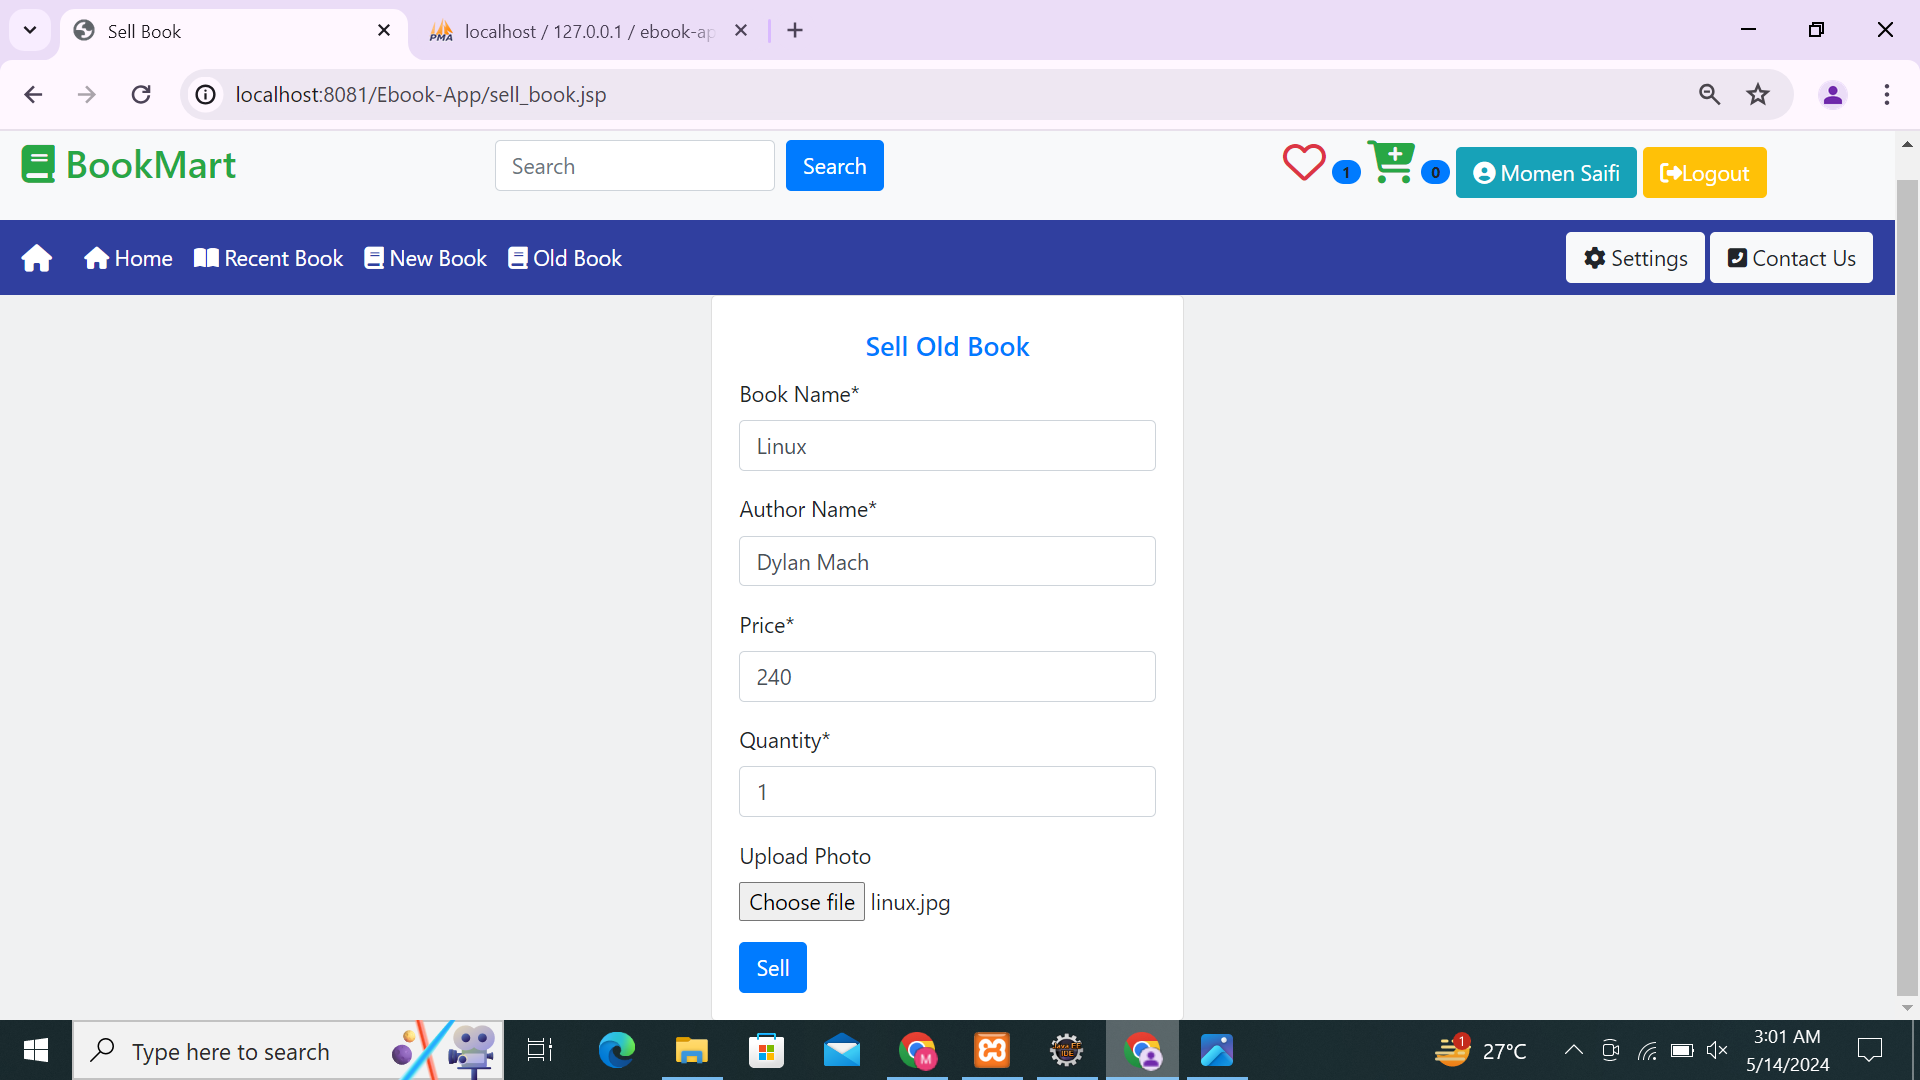 Sell Book
localhost / 127.0.0.1 / ebook-ap
localhost:8081/Ebook-App/sell_book.jsp
BookMart
Search
Search
1
0
Momen Saifi
Logout
Home
Recent Book
New Book
Old Book
Settings
Contact Us
Sell Old Book
Book Name*
Linux
Author Name*
Dylan Mach
Price*
240
Quantity*
1
Upload Photo
Choose file linux.jpg
Sell
Type here to search
M
1
27°C
3:01 AM
5/14/2024